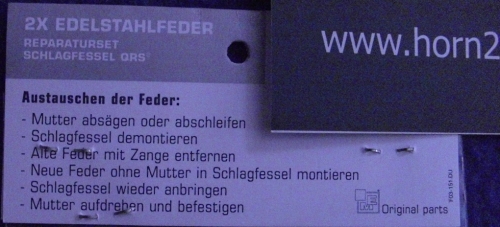 2X EDELSTAHLFEDER
REPARATURSET
SCHLAGFESSEL QRS
www.horn2
Austauschen der Feder:
- Mutter absägen oder abschleifen
- Schlagfessel demontieren
- Alte Feder mit Zange entfernen
- Neue Feder ohne Mutter in Schlagfessel montieren
- Schlagfessel wieder anbringen
- Mutter aufdrehen und befestigen
Original parts